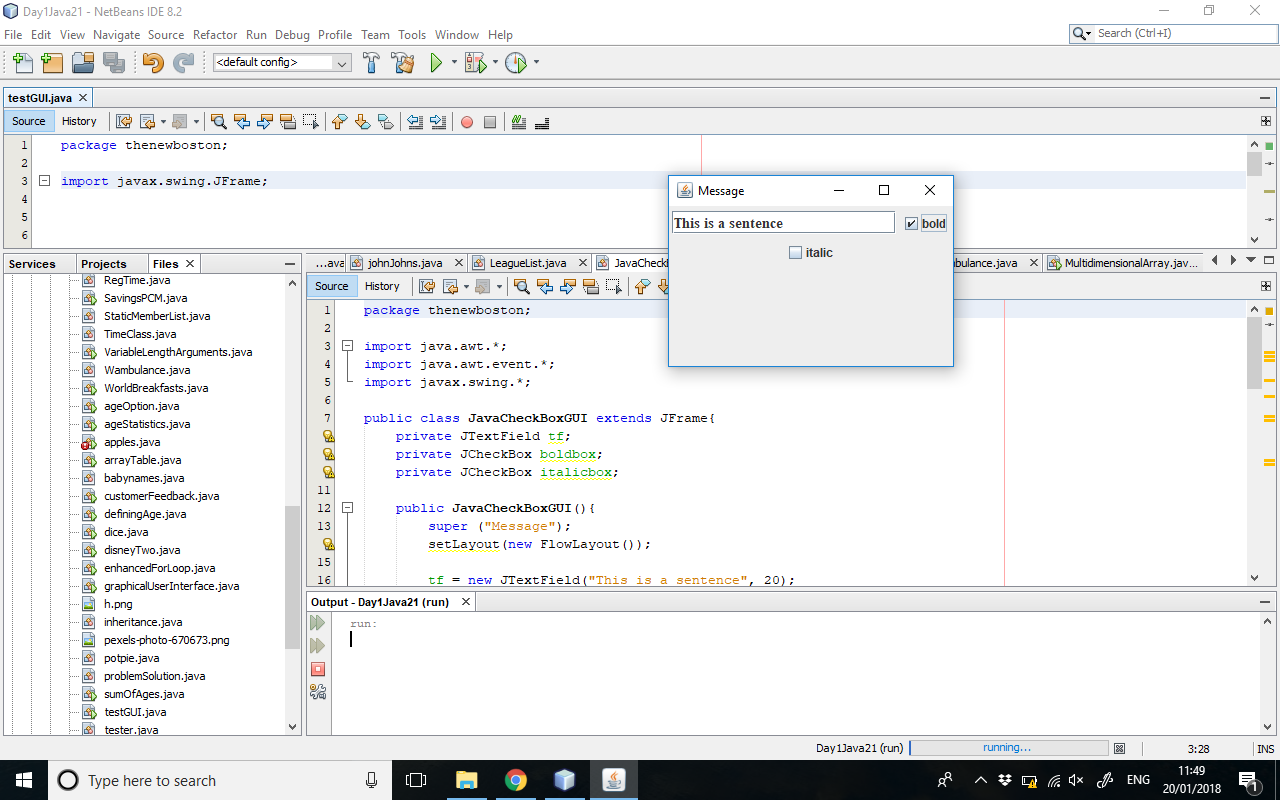 Day1Java21 - NetBeans IDE 8.2
File Edit View Navigate Source Refactor Run Debug Profile Team Tools Window Help
Search (Ctrl+I)
<default config>
testGUI.java
Source History
1 package thenewboston;
2
3 import javax.swing.JFrame;
4
5
6
Message
This is a sentence
bold
italic
Services Projects Files
RegTime.java
SavingsPCM.java
StaticMemberList.java
TimeClass.java
VariableLengthArguments.java
Wambulance.java
WorldBreakfasts.java
ageOption.java
ageStatistics.java
apples.java
arrayTable.java
babynames.java
customerFeedback.java
definingAge.java
dice.java
disneyTwo.java
enhancedForLoop.java
graphicalUserInterface.java
h.png
inheritance.java
pexels-photo-670673.png
potpie.java
problemSolution.java
sumOfAges.java
testGUI.java
tester.java
...ava johnJohns.java LeagueList.java JavaCheckB bulance.java MultidimensionalArray.jav...
Source History
1 package thenewboston;
2
3 import java.awt.*;
4 import java.awt.event.*;
5 import javax.swing.*;
6
7 public class JavaCheckBoxGUI extends JFrame{
private JTextField tf;
private JCheckBox boldbox;
private JCheckBox italicbox;
11
12 public JavaCheckBoxGUI(){
13 super ("Message");
setLayout(new FlowLayout());
15
16 tf = new JTextField("This is a sentence", 20);
Output - Day1Java21 (run)
run:
Day1Java21 (run) running... 3:28 INS
Type here to search
ENG
11:49
20/01/2018
1